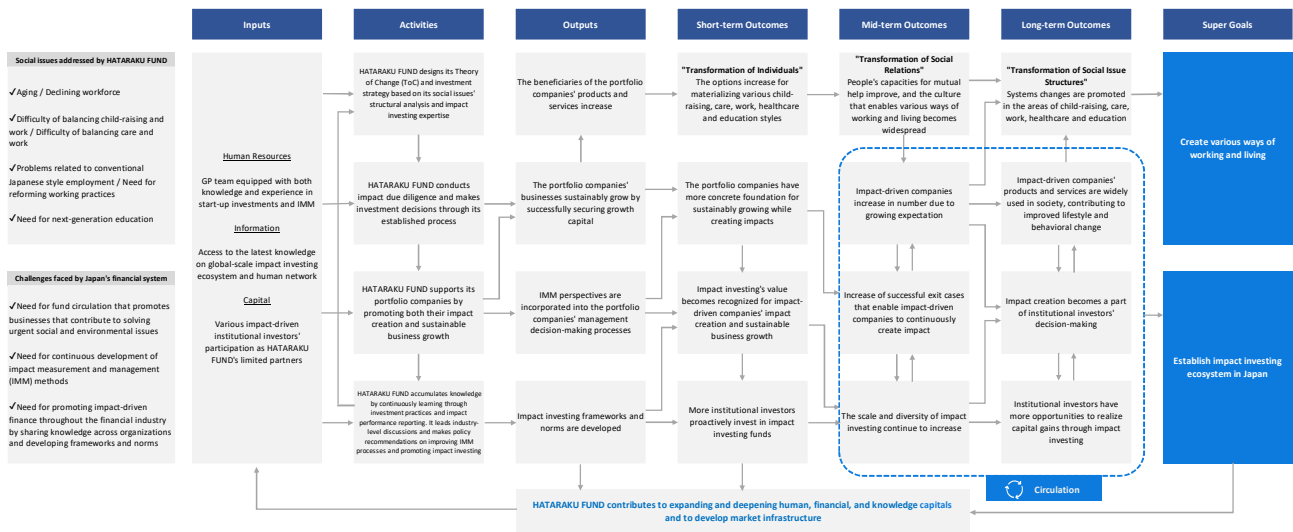 Inputs
Activities
Outputs
Short-term Outcomes
Mid-term Outcomes
Long-term Outcomes
Super Goals
Social issues addressed by HATARAKU FUND
✓Aging / Declining workforce
✓Difficulty of balancing child-raising and
work / Difficulty of balancing care and
work
✓Problems related to conventional
Japanese style employment / Need for
reforming working practices
✓Need for next-generation education
Challenges faced by Japan's financial system
✓Need for fund circulation that promotes
businesses that contribute to solving
urgent social and environmental issues
✓Need for continuous development of
impact measurement and management
(IMM) methods
✓Need for promoting impact-driven
finance throughout the financial industry
by sharing knowledge across organizations
and developing frameworks and norms
Human Resources
GP team equipped with both
knowledge and experience in
start-up investments and IMM
Information
Access to the latest knowledge
on global-scale impact investing
ecosystem and human network
Capital
Various impact-driven
institutional investors'
participation as HATARAKU
FUND's limited partners
HATARAKU FUND designs its Theory
of Change (ToC) and investment
strategy based on its social issues'
structural analysis and impact
investing expertise
HATARAKU FUND conducts
impact due diligence and makes
investment decisions through its
established process
HATARAKU FUND supports its
portfolio companies by
promoting both their impact
creation and sustainable
business growth
HATARAKU FUND accumulates knowledge
by continuously learning through
investment practices and impact
performance reporting. It leads industry-
level discussions and makes policy
recommendations on improving IMM
processes and promoting impact investing
The beneficiaries of the portfolio
companies' products and
services increase
The portfolio companies'
businesses sustainably grow by
successfully securing growth
capital
IMM perspectives are
incorporated into the portfolio
companies' management
decision-making processes
Impact investing frameworks and
norms are developed
"Transformation of Individuals"
The options increase for
materializing various child-
raising, care, work, healthcare
and education styles
The portfolio companies have
more concrete foundation for
sustainably growing while
creating impacts
Impact investing's value
becomes recognized for impact-
driven companies' impact
creation and sustainable
business growth
More institutional investors
proactively invest in impact
investing funds
"Transformation of Social
Relations"
People's capacities for mutual
help improve, and the culture
that enables various ways of
working and living becomes
widespread
Impact-driven companies
increase in number due to
growing expectation
Increase of successful exit cases
that enable impact-driven
companies to continuously
create impact
The scale and diversity of impact
investing continue to increase
"Transformation of Social Issue
Structures"
Systems changes are promoted
in the areas of child-raising, care,
work, healthcare and education
Impact-driven companies'
products and services are widely
used in society, contributing to
improved lifestyle and
behavioral change
Impact creation becomes a part
of institutional investors'
decision-making
Institutional investors have
more opportunities to realize
capital gains through impact
investing
Create various ways of
working and living
Establish impact investing
ecosystem in Japan
Circulation
HATARAKU FUND contributes to expanding and deepening human, financial, and knowledge capitals
and to develop market infrastructure